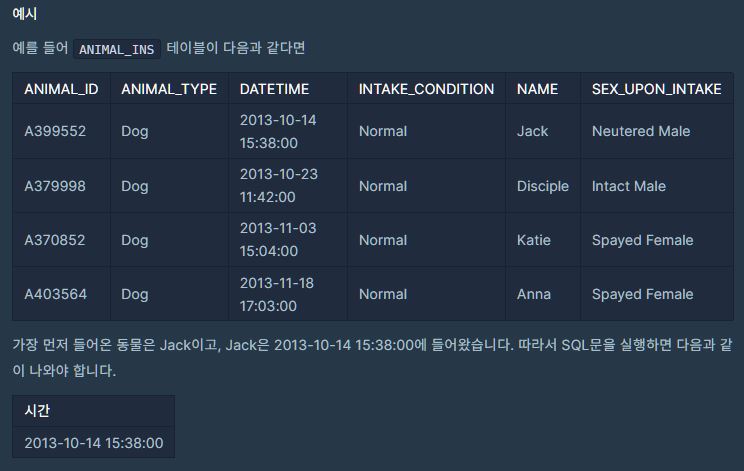 예시
예를 들어 ANIMAL_INS 테이블이 다음과 같다면
ANIMAL_ID ANIMAL_TYPE DATETIME INTAKE_CONDITION NAME SEX_UPON_INTAKE
A399552 Dog 2013-10-14 15:38:00 Normal Jack Neutered Male
A379998 Dog 2013-10-23 11:42:00 Normal Disciple Intact Male
A370852 Dog 2013-11-03 15:04:00 Normal Katie Spayed Female
A403564 Dog 2013-11-18 17:03:00 Normal Anna Spayed Female
가장 먼저 들어온 동물은 Jack이고, Jack은 2013-10-14 15:38:00에 들어왔습니다. 따라서 SQL문을 실행하면 다음과 같
이 나와야 합니다.
시간
2013-10-14 15:38:00